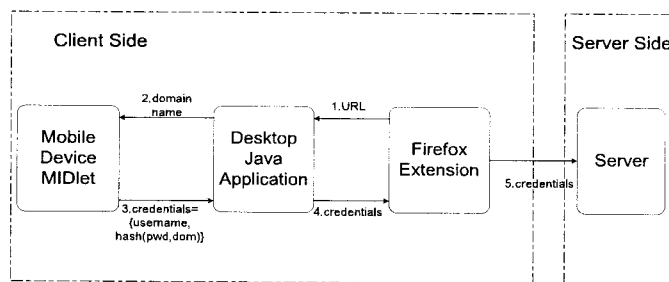 Client Side
Server Side
2,domain
name
1.URL
Mobile
Device
MIDlet
Desktop
Java
Application
Firefox
Extension
Server
3,credentials=
{username,
hash(pwd,dom)}
4.credentials
5.credentials